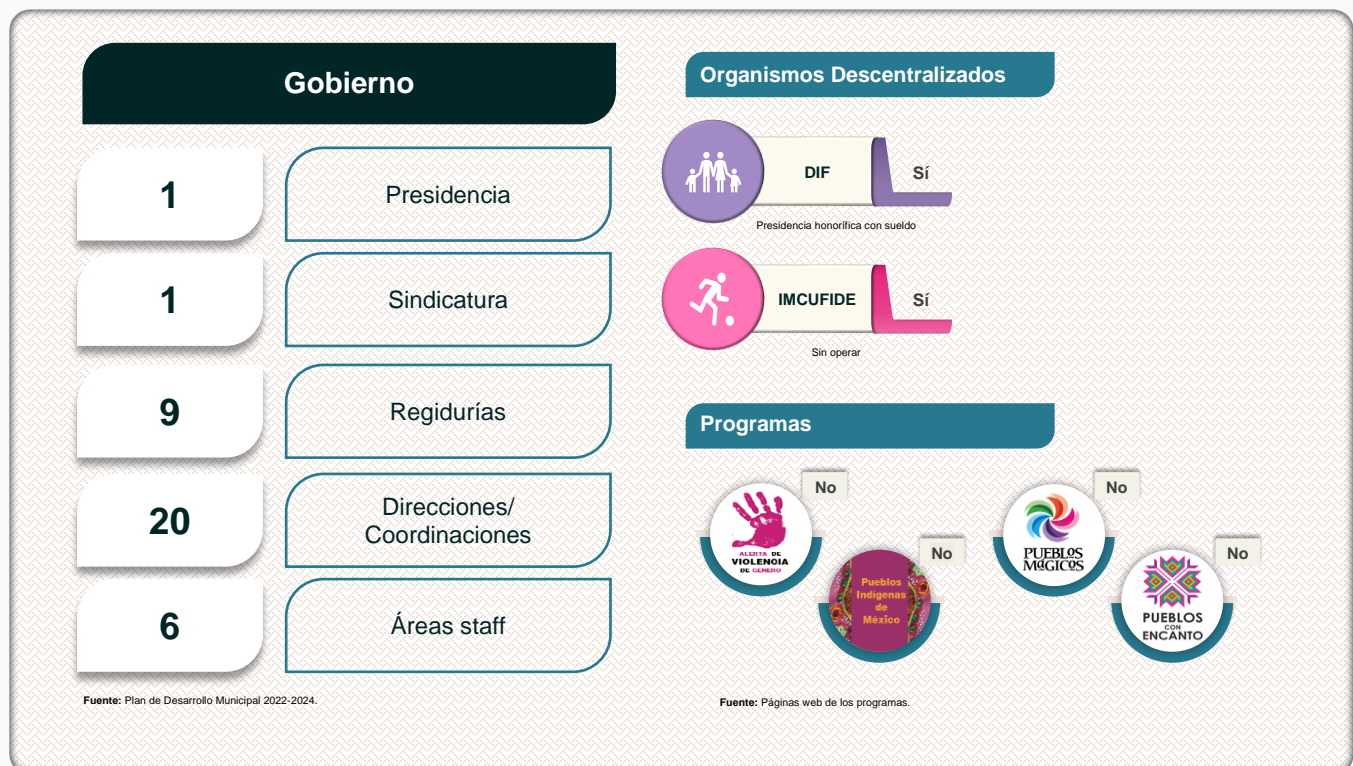 Gobierno
1
Presidencia
1
Sindicatura
9
Regidurías
20
Direcciones/
Coordinaciones
6
Áreas staff
Fuente: Plan de Desarrollo Municipal 2022-2024.
Organismos Descentralizados
DIF
Sí
Presidencia honorífica con sueldo
IMCUFIDE
Sí
Sin operar
Programas
No
ALERTA DE
VIOLENCIA
DE GÉNERO
No
Pueblos
Indígenas
de
México
No
PUEBLOS
MÁGICOS
No
PUEBLOS
CON
ENCANTO
Fuente: Páginas web de los programas.